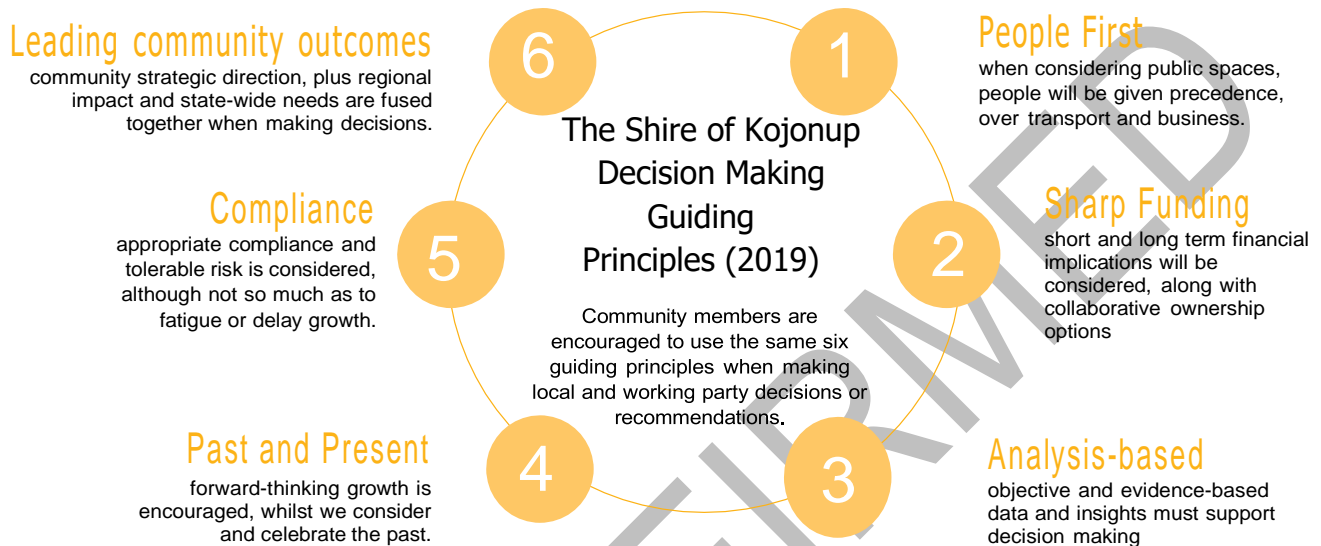 The Shire of Kojonup
Decision Making
Guiding
Principles (2019)
Community members are
encouraged to use the same six
guiding principles when making
local and working party decisions or
recommendations.
1
People First
when considering public spaces,
people will be given precedence,
over transport and business.
2
Sharp Funding
short and long term financial
implications will be
considered, along with
collaborative ownership
options
3
Analysis-based
objective and evidence-based
data and insights must support
decision making
4
Past and Present
forward-thinking growth is
encouraged, whilst we consider
and celebrate the past.
5
Compliance
appropriate compliance and
tolerable risk is considered,
although not so much as to
fatigue or delay growth.
6
Leading community outcomes
community strategic direction, plus regional
impact and state-wide needs are fused
together when making decisions.
FIRMED